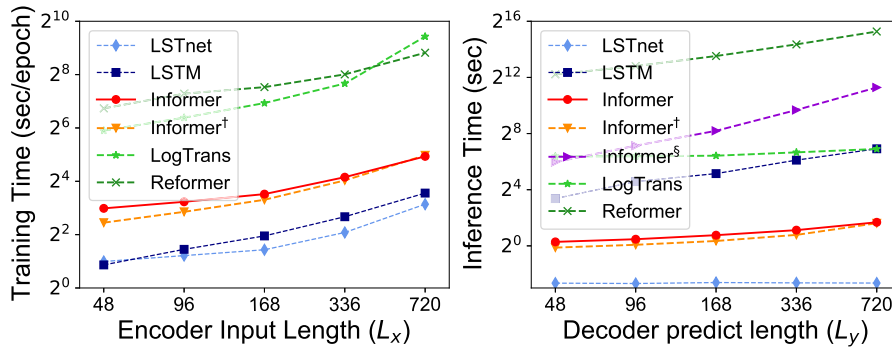 Training Time (sec/epoch)
2^10
2^8
2^6
2^4
2^2
2^0
LSTnet
LSTM
Informer
Informer†
LogTrans
Reformer
48 96 168 336 720
Encoder Input Length (L_x)
Inference Time (sec)
2^16
2^12
2^8
2^4
2^0
LSTnet
LSTM
Informer
Informer†
Informer§
LogTrans
Reformer
48 96 168 336 720
Decoder predict length (L_y)